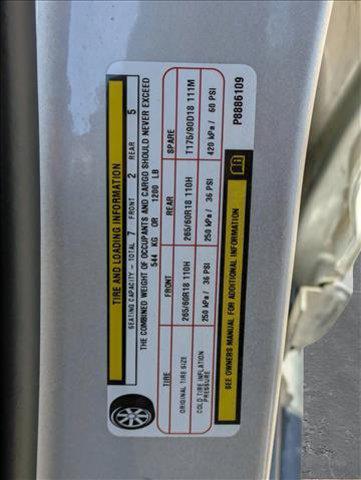 TIRE AND LOADING INFORMATION
SEATING CAPACITY - TOTAL 7 FRONT 2 REAR 5
THE COMBINED WEIGHT OF OCCUPANTS AND CARGO SHOULD NEVER EXCEED
544 KG OR 1200 LB
TIRE FRONT REAR SPARE
ORIGINAL TIRE SIZE 265/60R18 110H 265/60R18 110H T175/90D18 111M
COLD TIRE INFLATION PRESSURE 250 kPa / 36 PSI 250 kPa / 36 PSI 420 kPa / 60 PSI
SEE OWNERS MANUAL FOR ADDITIONAL INFORMATION
P8886109